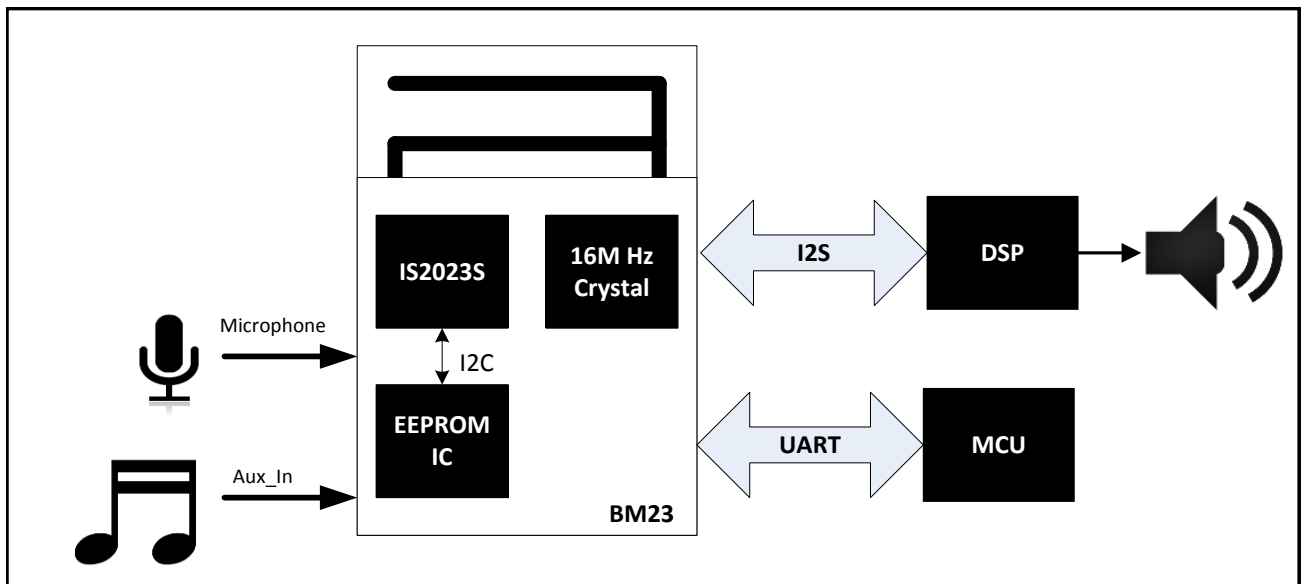 IS2023S
16M Hz
Crystal
I2C
EEPROM
IC
BM23
Microphone
Aux_In
I2S
DSP
UART
MCU